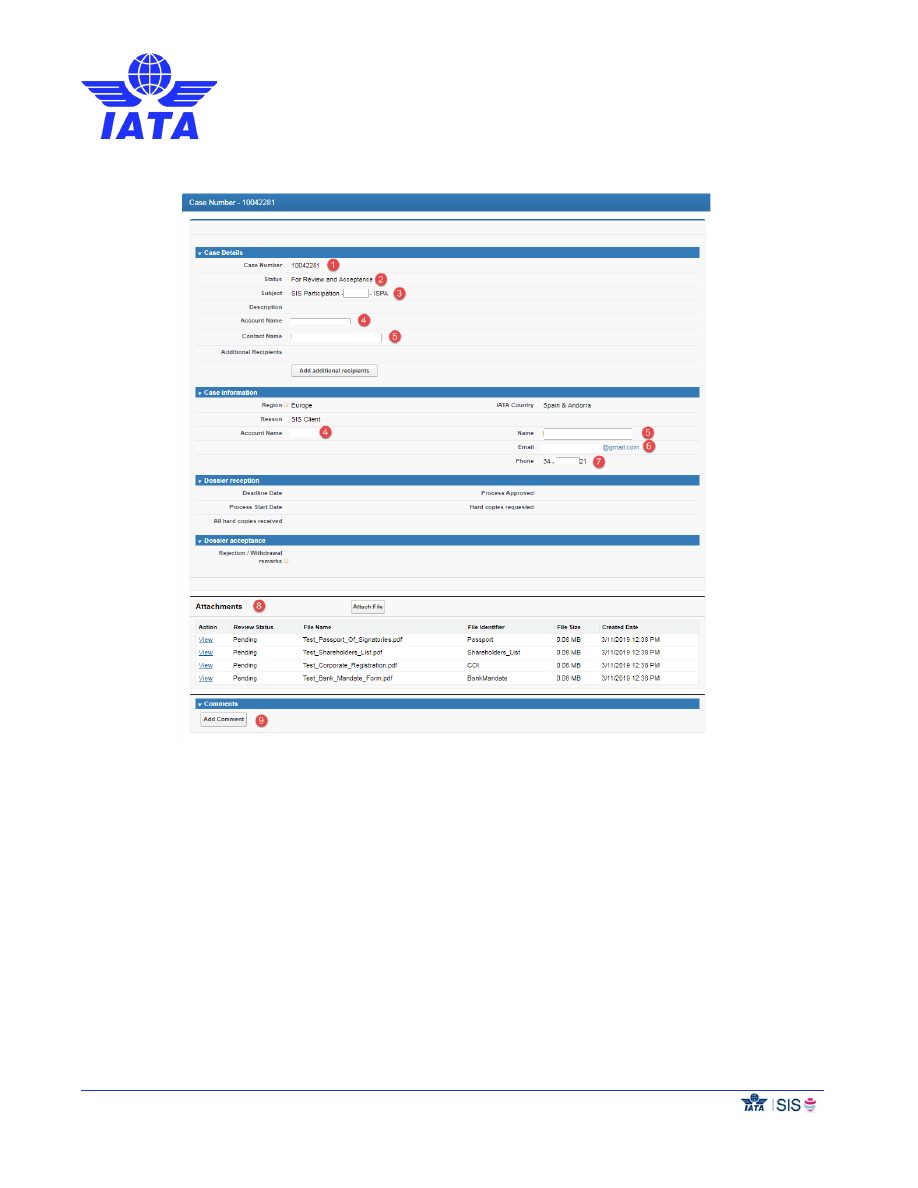 IATA
Case Number - 10042281
Case Details
Case Number 10042281 1
Status For Review and Acceptance 2
Subject SIS Participation - - ISPA 3
Description
Account Name 4
Contact Name 5
Additional Recipients
Add additional recipients
Case information
Region Europe IATA Country Spain & Andorra
Reason SIS Client
Account Name 4 Name 5
Email @gmail.com 6
Phone 34 21 7
Dossier reception
Deadline Date Process Approved
Process Start Date Hard copies requested
All hard copies received
Dossier acceptance
Rejection / Withdrawal
remarks
Attachments 8 Attach File
Action Review Status File Name File Identifier File Size Created Date
View Pending Test_Passport_Of_Signatories.pdf Passport 0.06 MB 3/11/2019 12:38 PM
View Pending Test_Shareholders_List.pdf Shareholders_List 0.06 MB 3/11/2019 12:38 PM
View Pending Test_Corporate_Registration.pdf COI 0.06 MB 3/11/2019 12:38 PM
View Pending Test_Bank_Mandate_Form.pdf BankMandate 0.06 MB 3/11/2019 12:38 PM
Comments
Add Comment 9
IATA | SIS